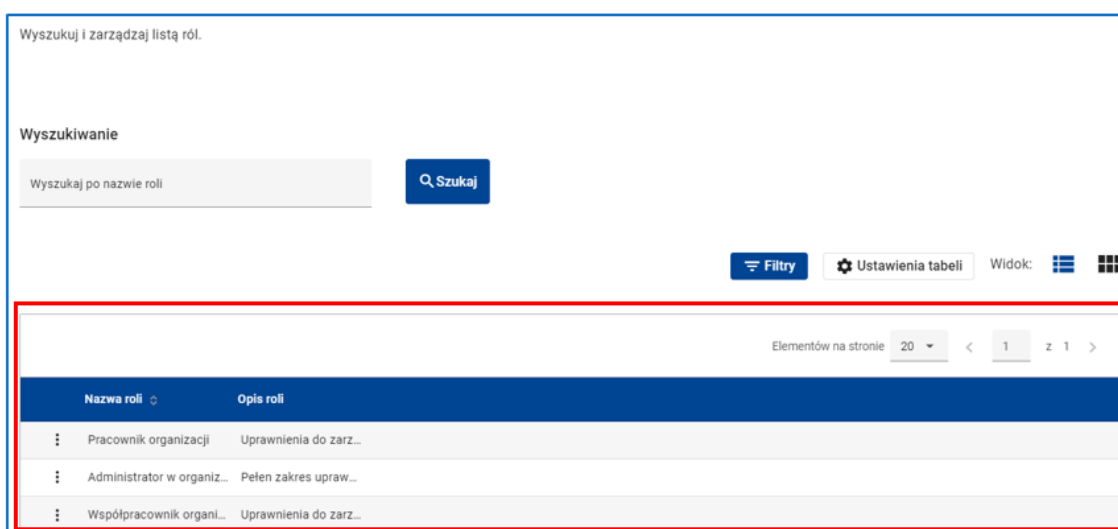 Wyszukuj i zarządzaj listą ról.
Wyszukiwanie
Wyszukaj po nazwie roli
Szukaj
Filtry
Ustawienia tabeli
Widok:
Elementów na stronie 20 < 1 z 1 >
Nazwa roli Opis roli
Pracownik organizacji Uprawnienia do zarz...
Administrator w organiz... Pełen zakres upraw...
Współpracownik organi... Uprawnienia do zarz...